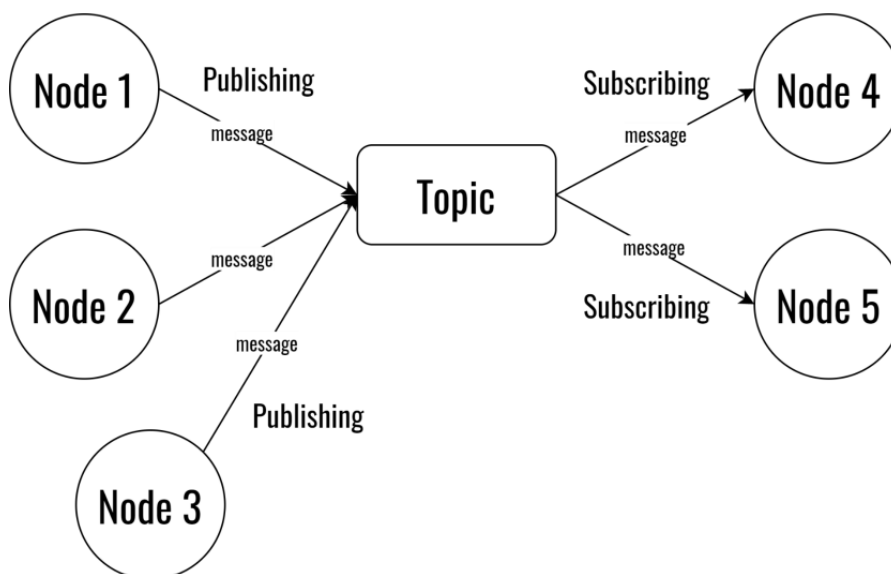 Node 1
Publishing
message
Topic
Subscribing
message
Node 4
Node 2
message
message
Subscribing
Node 5
message
Publishing
Node 3